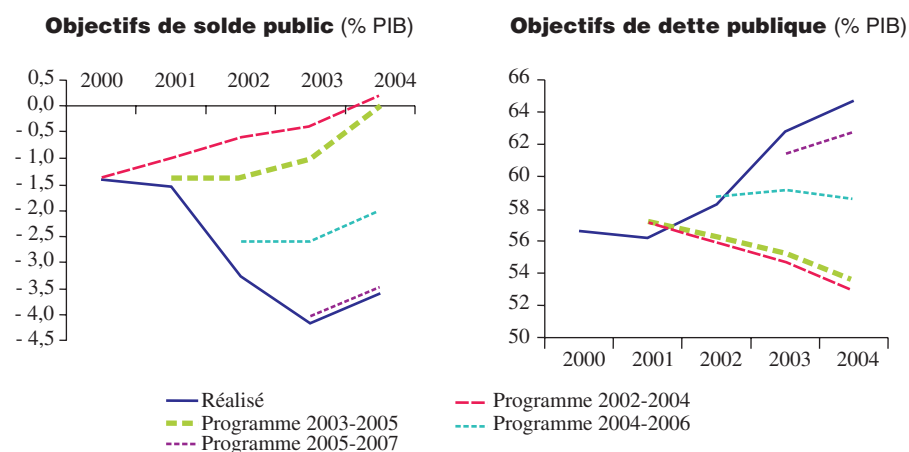 Objectifs de solde public (% PIB)
0,5
0,0
- 0,5
- 1,0
- 1,5
- 2,0
- 2,5
- 3,0
- 3,5
- 4,0
- 4,5
2000 2001 2002 2003 2004
Objectifs de dette publique (% PIB)
66
64
62
60
58
56
54
52
50
2000 2001 2002 2003 2004
Réalisé
Programme 2003-2005
Programme 2005-2007
Programme 2002-2004
Programme 2004-2006